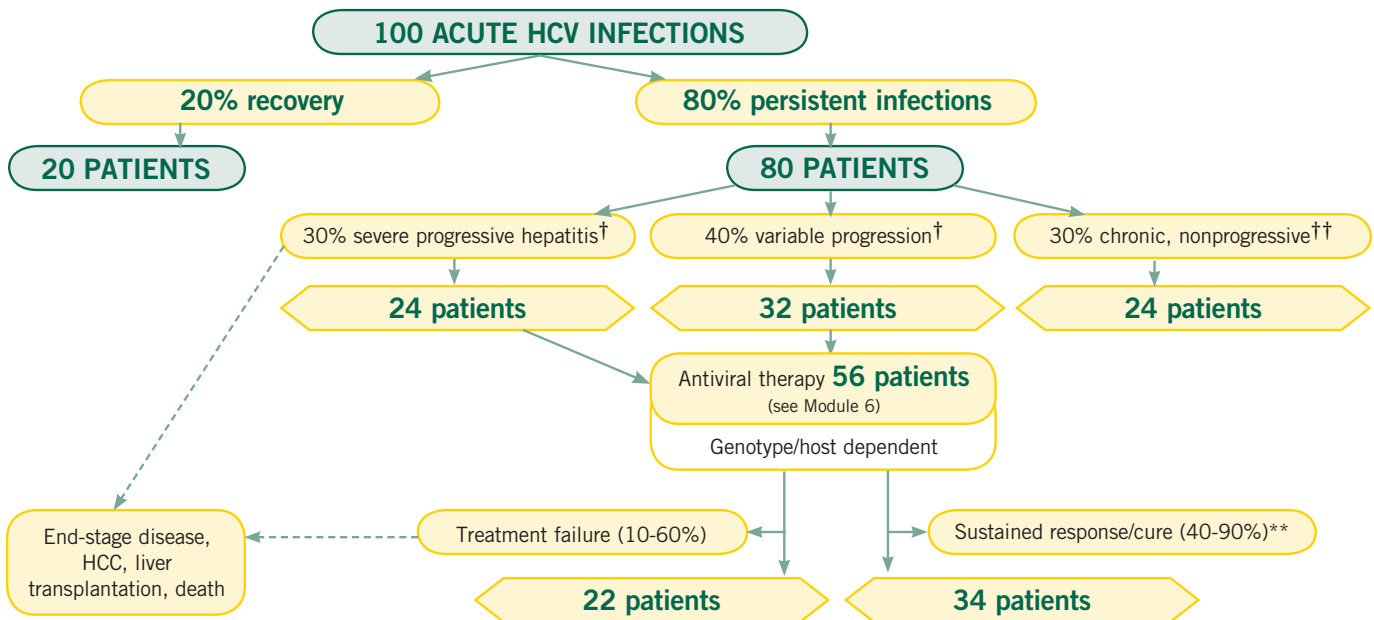 100 ACUTE HCV INFECTIONS
20% recovery
80% persistent infections
20 PATIENTS
80 PATIENTS
30% severe progressive hepatitis†
40% variable progression†
30% chronic, nonprogressive††
24 patients
32 patients
24 patients
Antiviral therapy 56 patients
(see Module 6)
Genotype/host dependent
End-stage disease,
HCC, liver
transplantation, death
Treatment failure (10-60%)
Sustained response/cure (40-90%)**
22 patients
34 patients